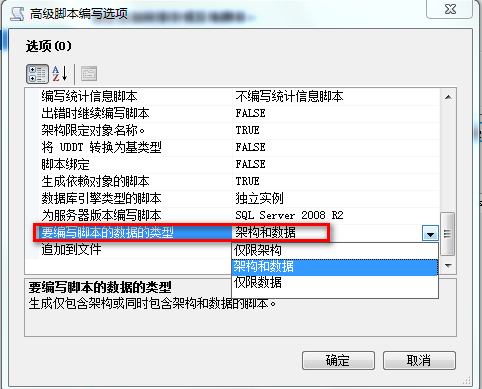 高级脚本编写选项
选项(O)
编写统计信息脚本 不编写统计信息脚本
出错时继续编写脚本 FALSE
架构限定对象名称。 TRUE
将 UDDT 转换为基类型 FALSE
脚本绑定 FALSE
生成依赖对象的脚本 TRUE
数据库引擎类型的脚本 独立实例
为服务器版本编写脚本 SQL Server 2008 R2
要编写脚本的数据的类型 架构和数据
追加到文件
仅限架构
架构和数据
仅限数据
要编写脚本的数据的类型
生成仅包含架构或同时包含架构和数据的脚本。
确定 取消